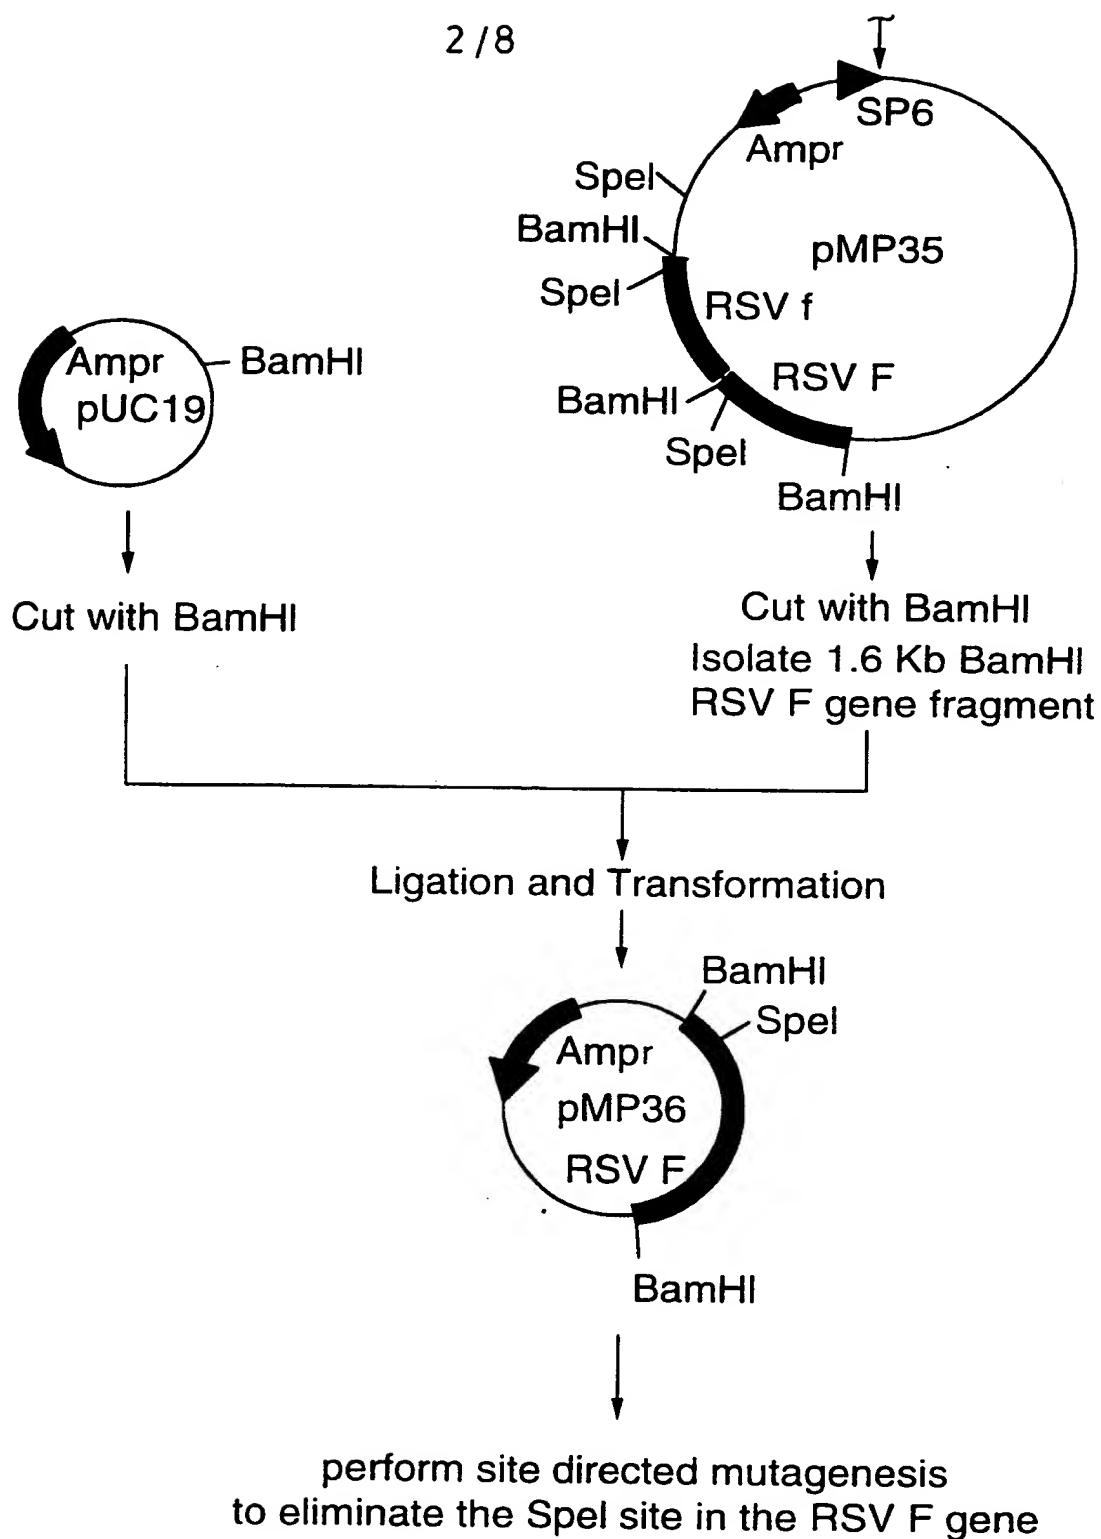 2/8
SP6
Ampr
SpeI
BamHI
pMP35
SpeI
RSV f
RSV F
BamHI
SpeI
BamHI
Ampr
BamHI
pUC19
Cut with BamHI
Cut with BamHI
Isolate 1.6 Kb BamHI
RSV F gene fragment
Ligation and Transformation
BamHI
SpeI
Ampr
pMP36
RSV F
BamHI
perform site directed mutagenesis
to eliminate the SpeI site in the RSV F gene